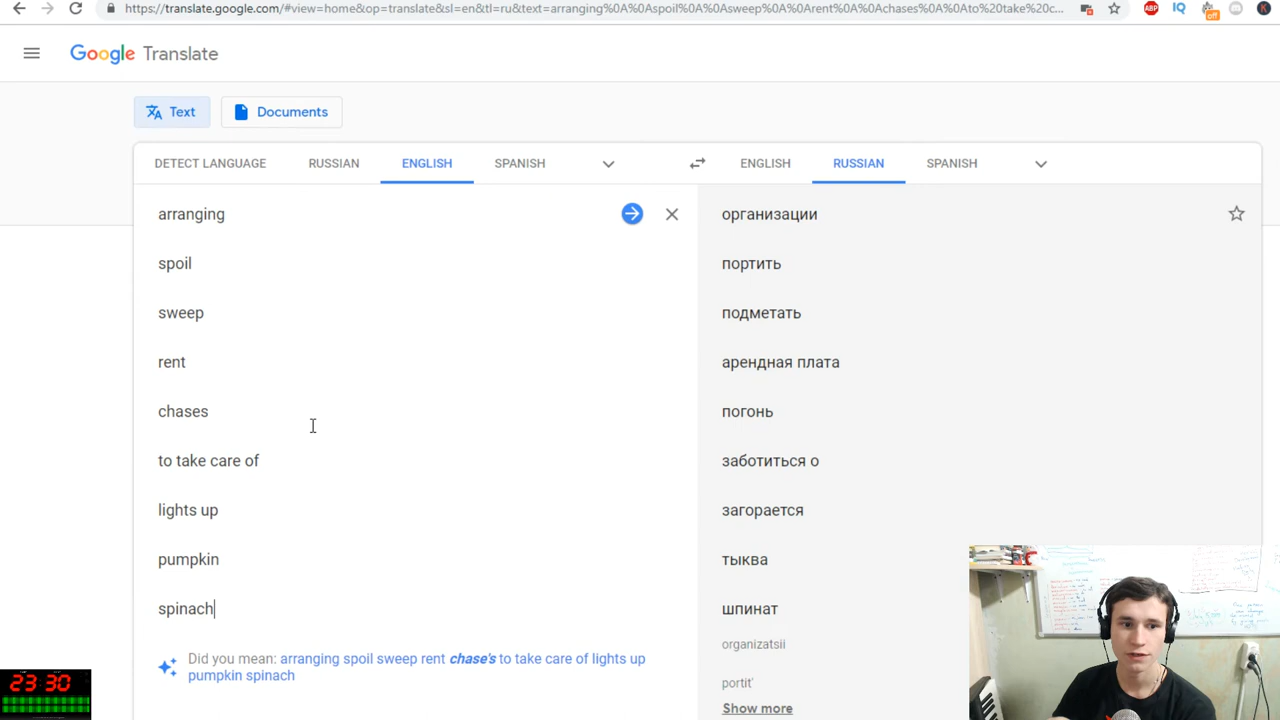 https://translate.google.com/#view=home&op=translate&sl=en&tl=ru&text=arranging%0A%0Aspoil%0A%0Asweep%0A%0Arent%0A%0Achases%0A%0Ato%20take%20c...
ABP
IQ
off
K
Google Translate
Text
Documents
DETECT LANGUAGE
RUSSIAN
ENGLISH
SPANISH
ENGLISH
RUSSIAN
SPANISH
arranging
организации
spoil
портить
sweep
подметать
rent
арендная плата
chases
погонь
to take care of
заботиться о
lights up
загорается
pumpkin
тыква
spinach
шпинат
Did you mean: arranging spoil sweep rent chase's to take care of lights up
pumpkin spinach
organizatsii
portit'
Show more
23 30